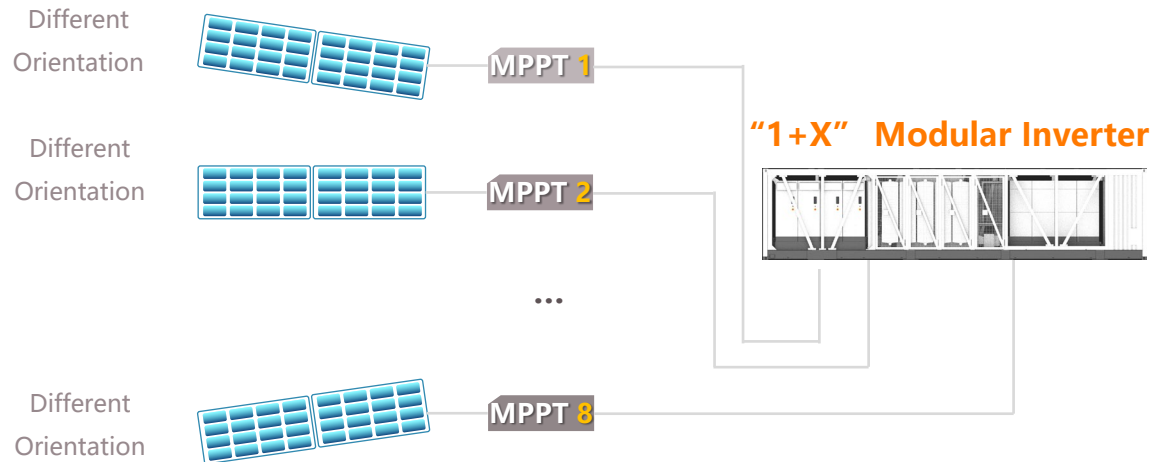 Different
Orientation
MPPT 1
“1+X” Modular Inverter
Different
Orientation
MPPT 2
...
Different
Orientation
MPPT 8